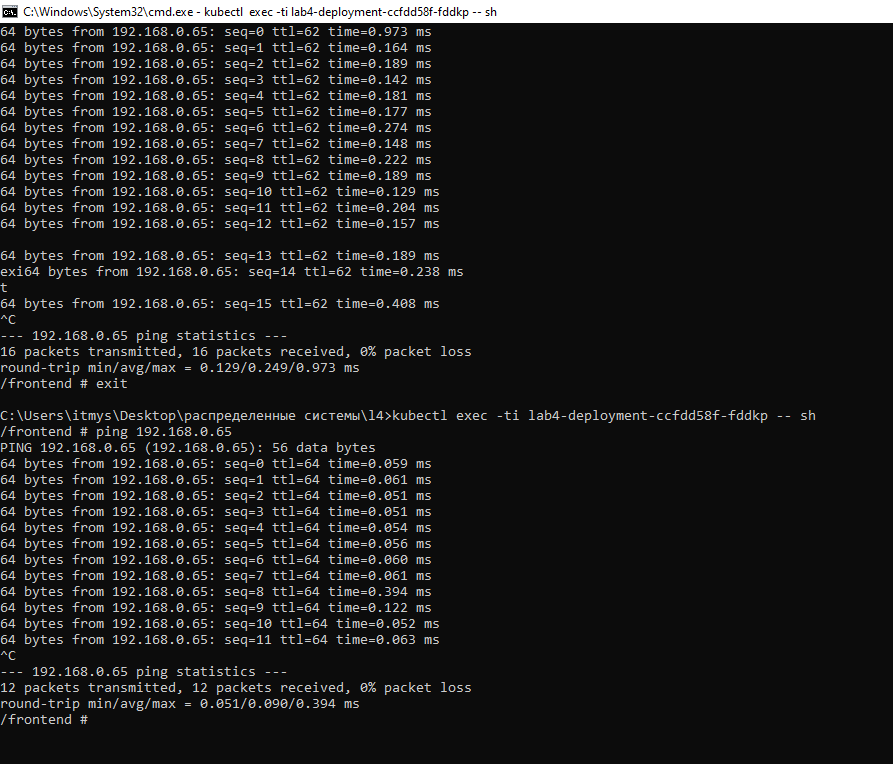 C:\Windows\System32\cmd.exe - kubectl exec -ti lab4-deployment-ccfdd58f-fddkp -- sh
64 bytes from 192.168.0.65: seq=0 ttl=62 time=0.973 ms
64 bytes from 192.168.0.65: seq=1 ttl=62 time=0.164 ms
64 bytes from 192.168.0.65: seq=2 ttl=62 time=0.189 ms
64 bytes from 192.168.0.65: seq=3 ttl=62 time=0.142 ms
64 bytes from 192.168.0.65: seq=4 ttl=62 time=0.181 ms
64 bytes from 192.168.0.65: seq=5 ttl=62 time=0.177 ms
64 bytes from 192.168.0.65: seq=6 ttl=62 time=0.274 ms
64 bytes from 192.168.0.65: seq=7 ttl=62 time=0.148 ms
64 bytes from 192.168.0.65: seq=8 ttl=62 time=0.222 ms
64 bytes from 192.168.0.65: seq=9 ttl=62 time=0.189 ms
64 bytes from 192.168.0.65: seq=10 ttl=62 time=0.129 ms
64 bytes from 192.168.0.65: seq=11 ttl=62 time=0.204 ms
64 bytes from 192.168.0.65: seq=12 ttl=62 time=0.157 ms
64 bytes from 192.168.0.65: seq=13 ttl=62 time=0.189 ms
exi64 bytes from 192.168.0.65: seq=14 ttl=62 time=0.238 ms
t
64 bytes from 192.168.0.65: seq=15 ttl=62 time=0.408 ms
^C
--- 192.168.0.65 ping statistics ---
16 packets transmitted, 16 packets received, 0% packet loss
round-trip min/avg/max = 0.129/0.249/0.973 ms
/frontend # exit
C:\Users\itmys\Desktop\распределенные системы\l4>kubectl exec -ti lab4-deployment-ccfdd58f-fddkp -- sh
/frontend # ping 192.168.0.65
PING 192.168.0.65 (192.168.0.65): 56 data bytes
64 bytes from 192.168.0.65: seq=0 ttl=64 time=0.059 ms
64 bytes from 192.168.0.65: seq=1 ttl=64 time=0.061 ms
64 bytes from 192.168.0.65: seq=2 ttl=64 time=0.051 ms
64 bytes from 192.168.0.65: seq=3 ttl=64 time=0.051 ms
64 bytes from 192.168.0.65: seq=4 ttl=64 time=0.054 ms
64 bytes from 192.168.0.65: seq=5 ttl=64 time=0.056 ms
64 bytes from 192.168.0.65: seq=6 ttl=64 time=0.060 ms
64 bytes from 192.168.0.65: seq=7 ttl=64 time=0.061 ms
64 bytes from 192.168.0.65: seq=8 ttl=64 time=0.394 ms
64 bytes from 192.168.0.65: seq=9 ttl=64 time=0.122 ms
64 bytes from 192.168.0.65: seq=10 ttl=64 time=0.052 ms
64 bytes from 192.168.0.65: seq=11 ttl=64 time=0.063 ms
^C
--- 192.168.0.65 ping statistics ---
12 packets transmitted, 12 packets received, 0% packet loss
round-trip min/avg/max = 0.051/0.090/0.394 ms
/frontend #